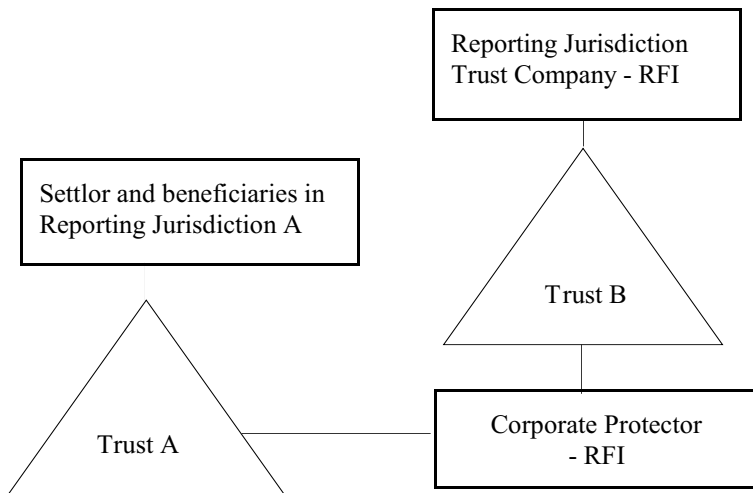 Reporting Jurisdiction
Trust Company - RFI
Settlor and beneficiaries in
Reporting Jurisdiction A
Trust B
Trust A
Corporate Protector
- RFI